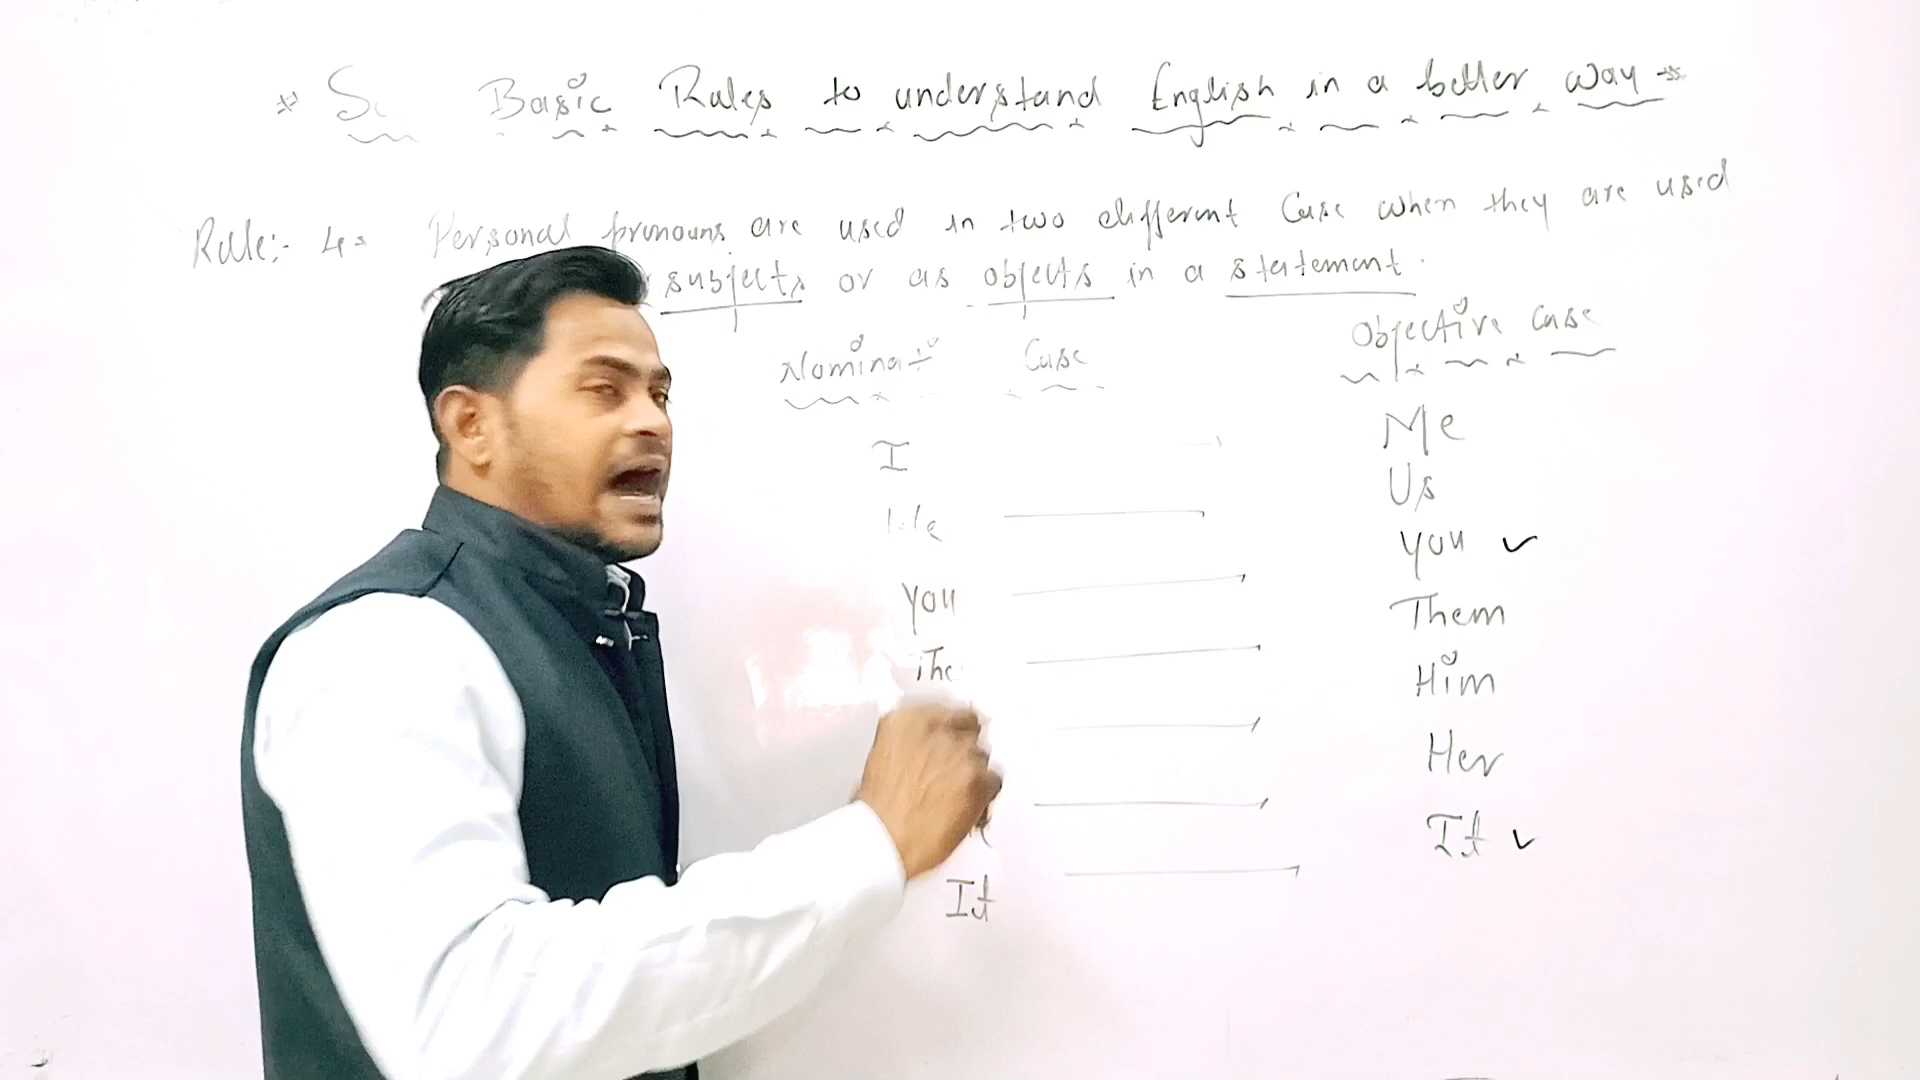 Basic Rules to understand English in a better way
Rule:- 4= Personal pronouns are used in two different Case when they are used
subjects or as objects in a statement.
Nominat Case Objective Case
I Me
Us
You You ✓
The Them
Him
Her
It It ✓